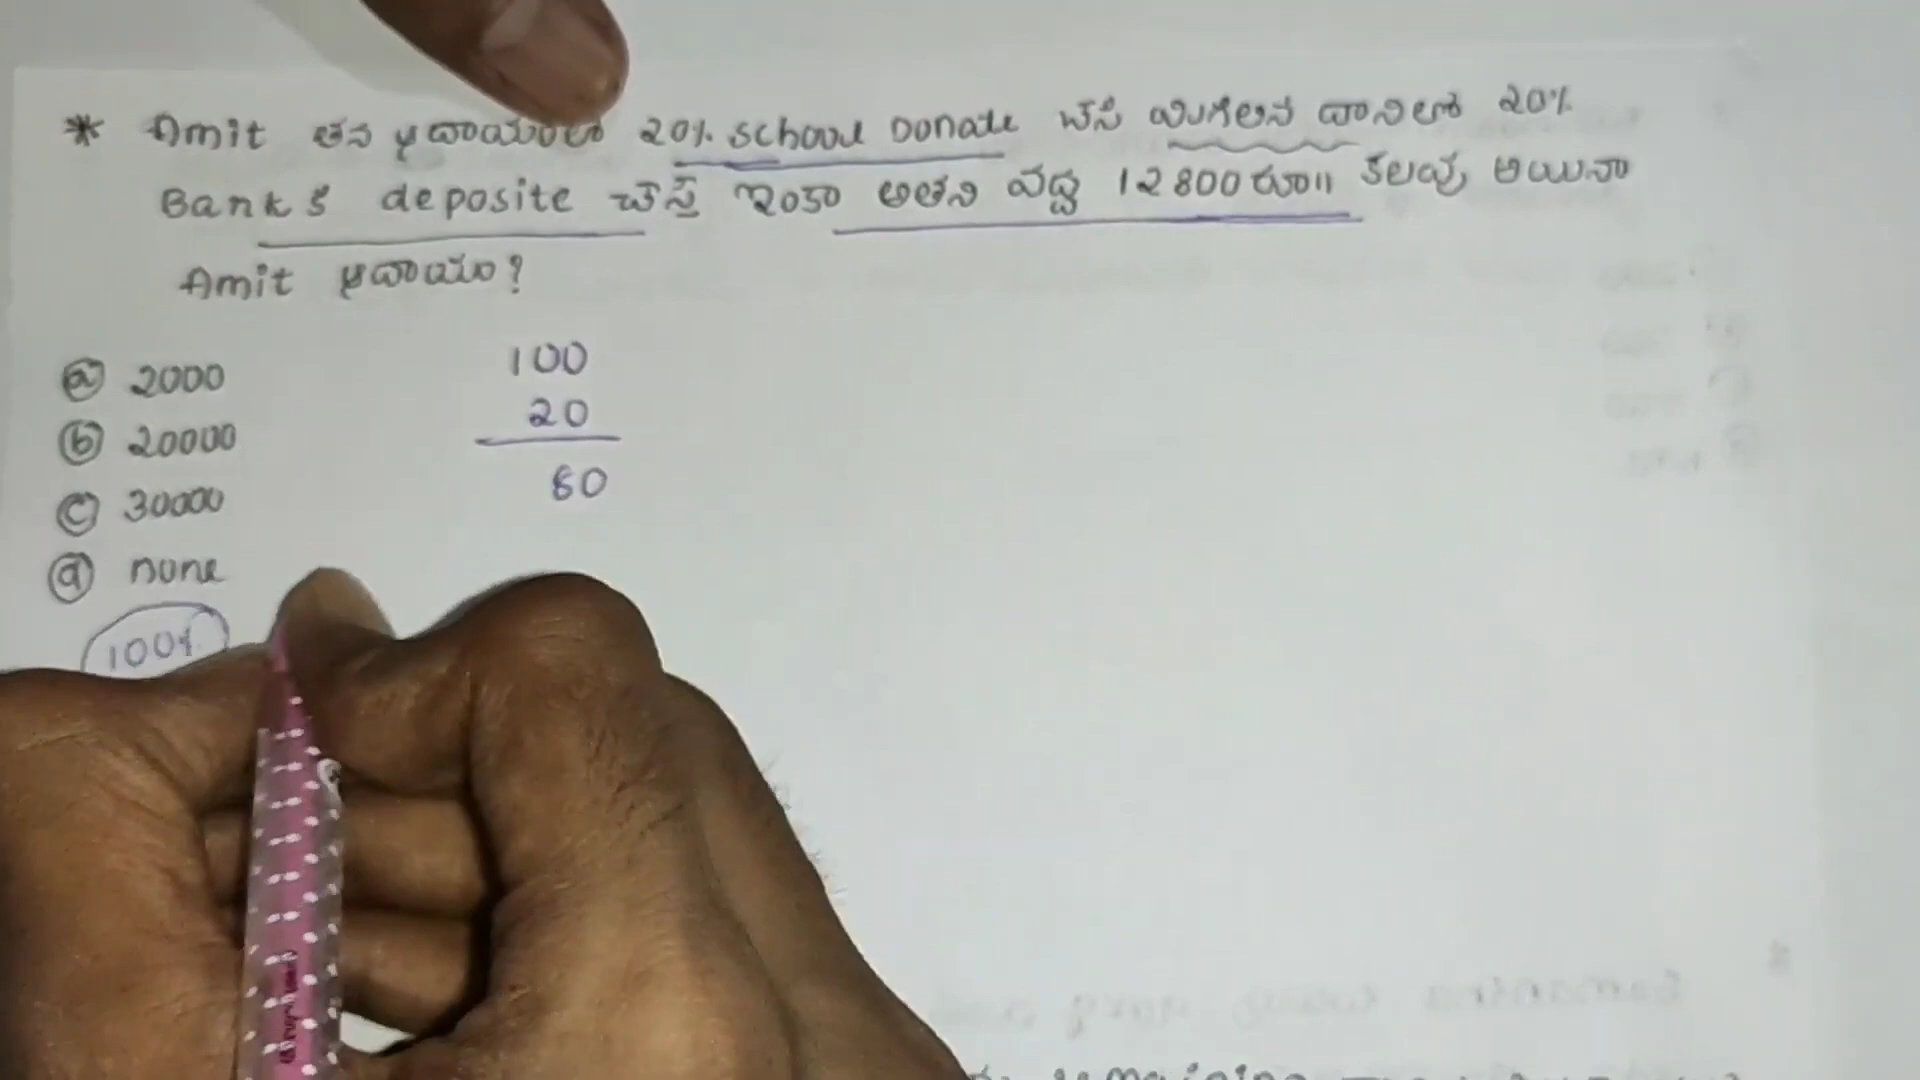 * Amit తన ఆదాయంలో 20% school Donate చేసి మిగిలిన దానిలో 20%
Bank కి deposite చేస్తే ఇంకా అతని వద్ద 12800రూ॥ కలవు అయినా
Amit ఆదాయం?
100
ⓐ 2000
20
ⓑ 20000
80
ⓒ 30000
ⓓ none
100%